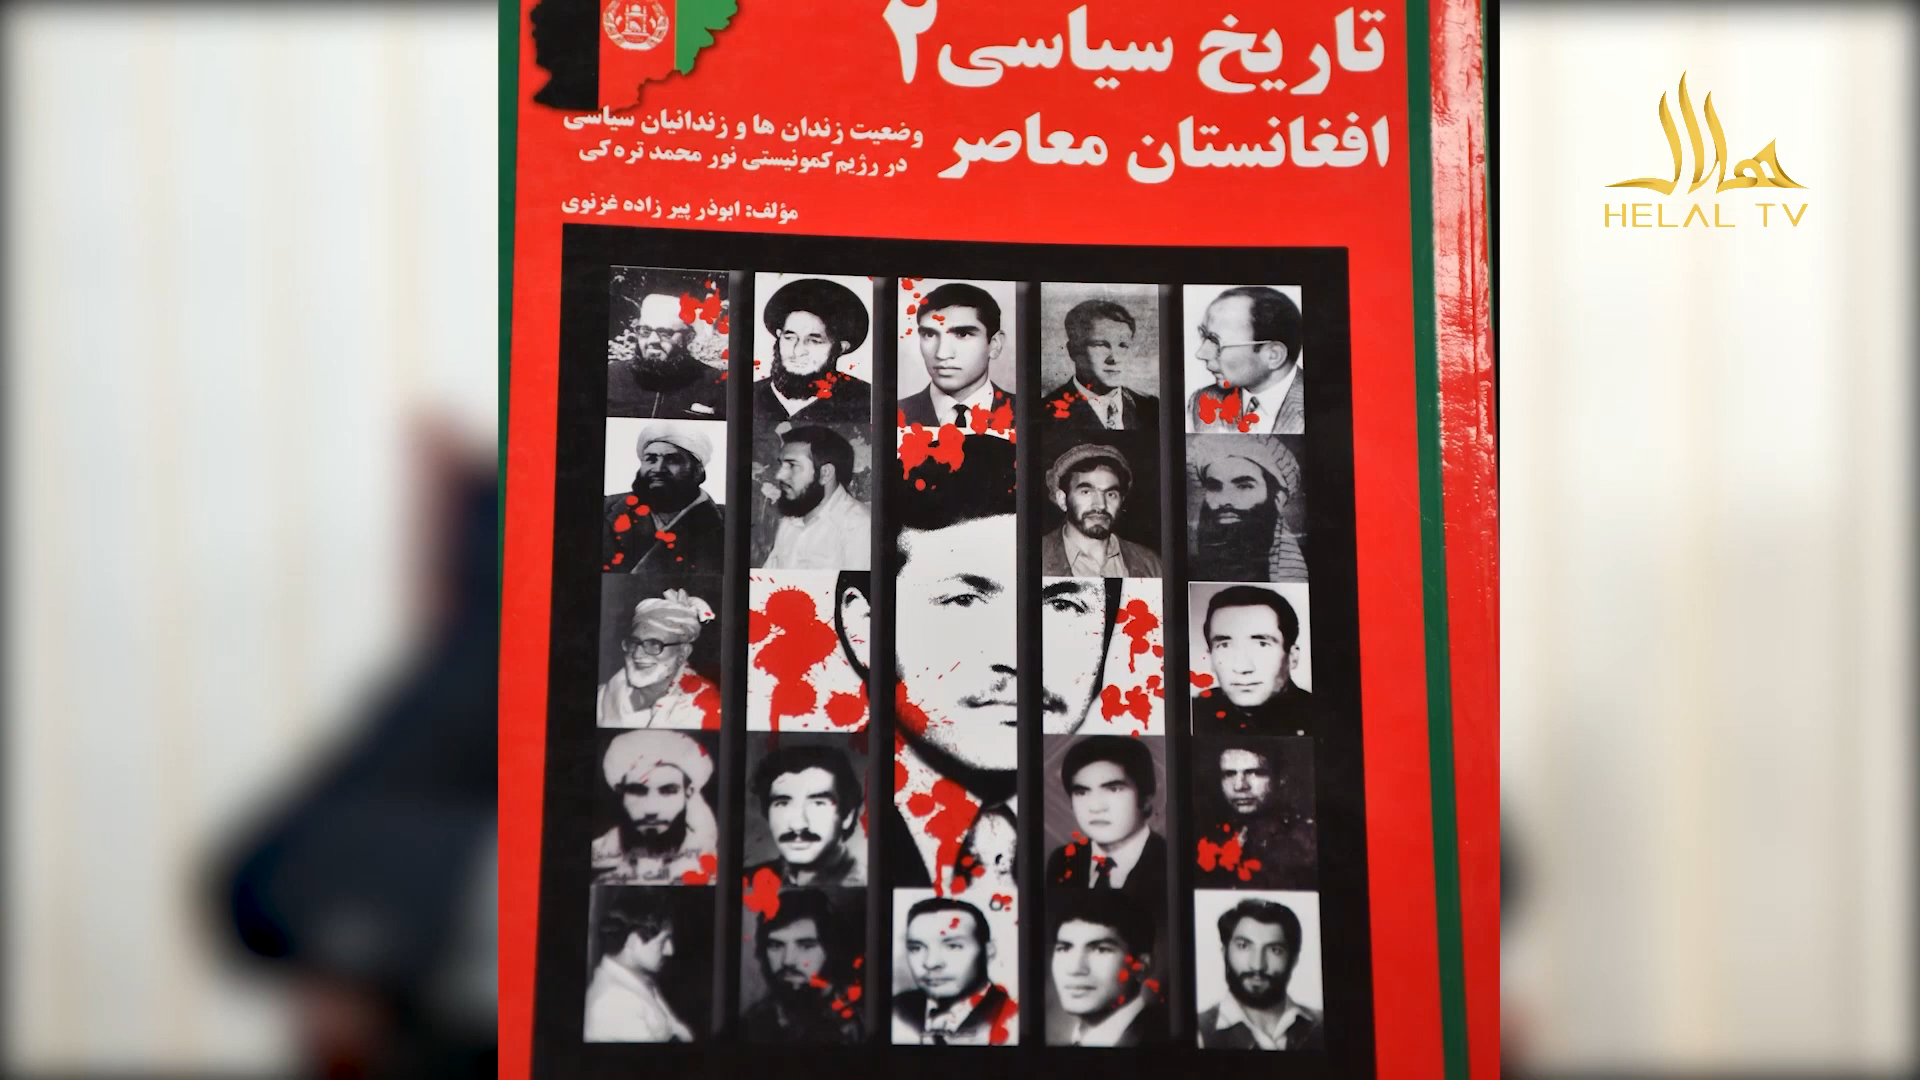 تاریخ سیاسی ۲
افغانستان معاصر
وضعیت زندان ها و زندانیان سیاسی
در رژیم کمونیستی نور محمد تره کی
مؤلف: ابوذر پیر زاده غزنوی
هلال
HELAL TV